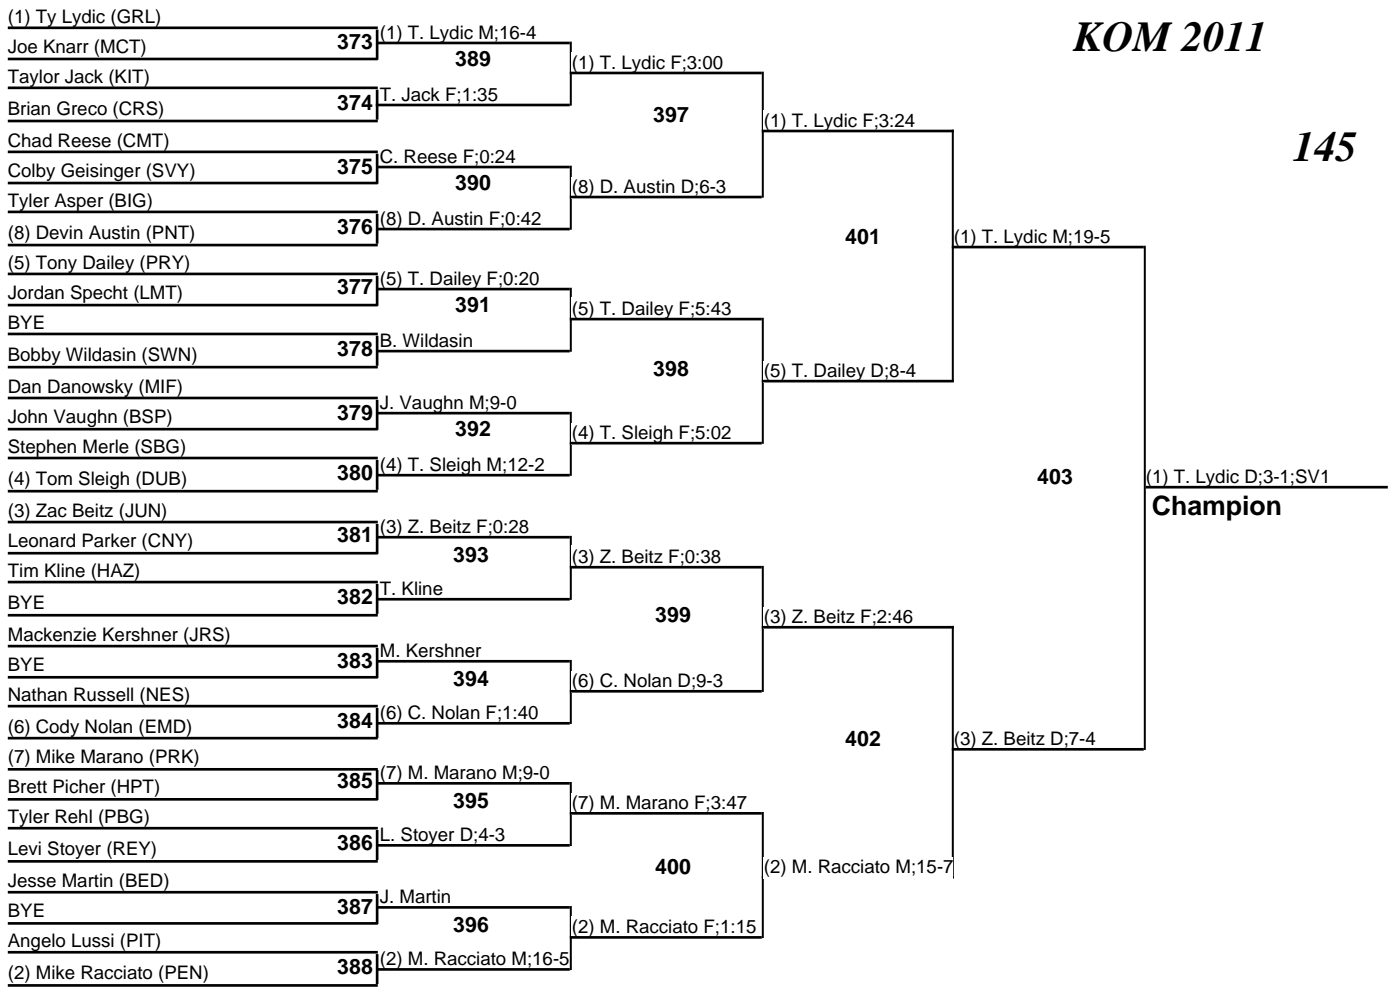 KOM 2011
145
(1) Ty Lydic (GRL)
Joe Knarr (MCT)
Taylor Jack (KIT)
Brian Greco (CRS)
Chad Reese (CMT)
Colby Geisinger (SVY)
Tyler Asper (BIG)
(8) Devin Austin (PNT)
(5) Tony Dailey (PRY)
Jordan Specht (LMT)
BYE
Bobby Wildasin (SWN)
Dan Danowsky (MIF)
John Vaughn (BSP)
Stephen Merle (SBG)
(4) Tom Sleigh (DUB)
(3) Zac Beitz (JUN)
Leonard Parker (CNY)
Tim Kline (HAZ)
BYE
Mackenzie Kershner (JRS)
BYE
Nathan Russell (NES)
(6) Cody Nolan (EMD)
(7) Mike Marano (PRK)
Brett Picher (HPT)
Tyler Rehl (PBG)
Levi Stoyer (REY)
Jesse Martin (BED)
BYE
Angelo Lussi (PIT)
(2) Mike Racciato (PEN)
373
374
375
376
377
378
379
380
381
382
383
384
385
386
387
388
(1) T. Lydic M;16-4
389
T. Jack F;1:35
C. Reese F;0:24
390
(8) D. Austin F;0:42
(5) T. Dailey F;0:20
391
B. Wildasin
J. Vaughn M;9-0
392
(4) T. Sleigh M;12-2
(3) Z. Beitz F;0:28
393
T. Kline
M. Kershner
394
(6) C. Nolan F;1:40
(7) M. Marano M;9-0
395
L. Stoyer D;4-3
J. Martin
396
(2) M. Racciato M;16-5
(1) T. Lydic F;3:00
397
(8) D. Austin D;6-3
(5) T. Dailey F;5:43
398
(4) T. Sleigh F;5:02
(3) Z. Beitz F;0:38
399
(6) C. Nolan D;9-3
(7) M. Marano F;3:47
400
(2) M. Racciato F;1:15
(1) T. Lydic F;3:24
401
(5) T. Dailey D;8-4
(3) Z. Beitz F;2:46
402
(2) M. Racciato M;15-7
(1) T. Lydic M;19-5
403
(3) Z. Beitz D;7-4
(1) T. Lydic D;3-1;SV1
Champion